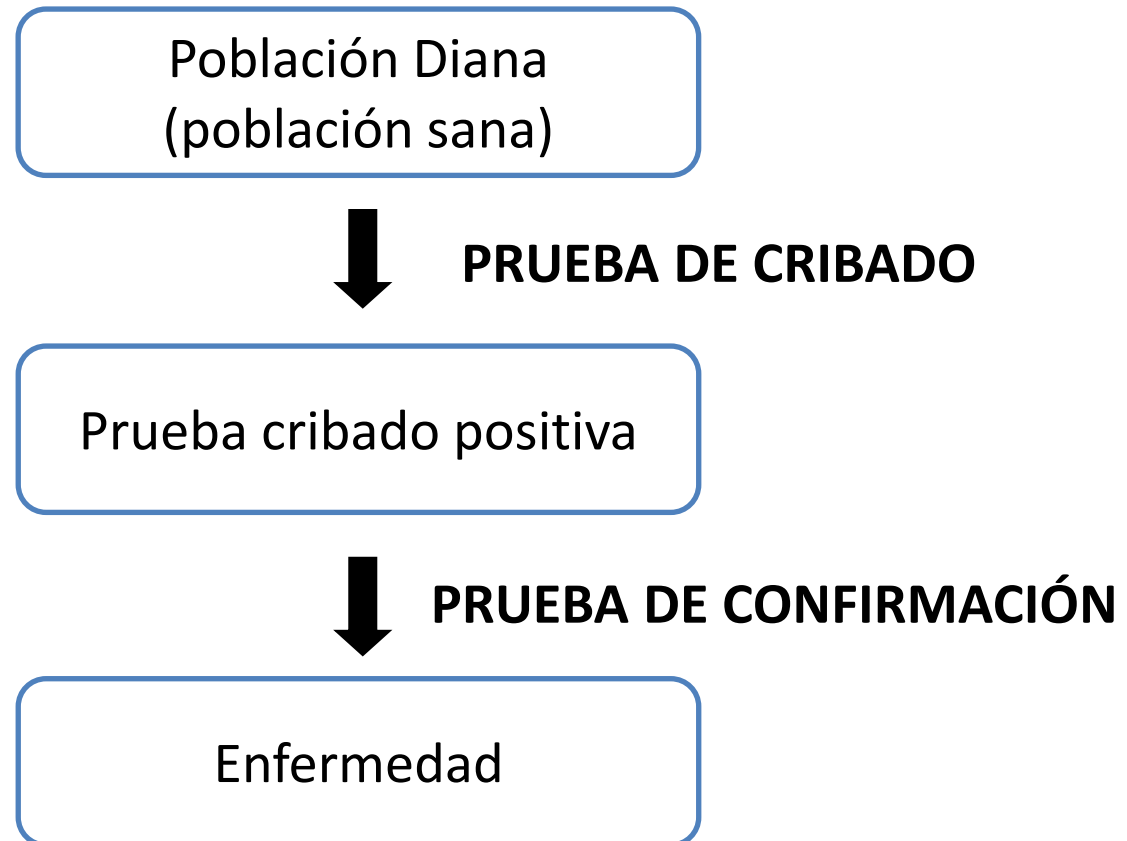 Población Diana
(población sana)
PRUEBA DE CRIBADO
Prueba cribado positiva
PRUEBA DE CONFIRMACIÓN
Enfermedad